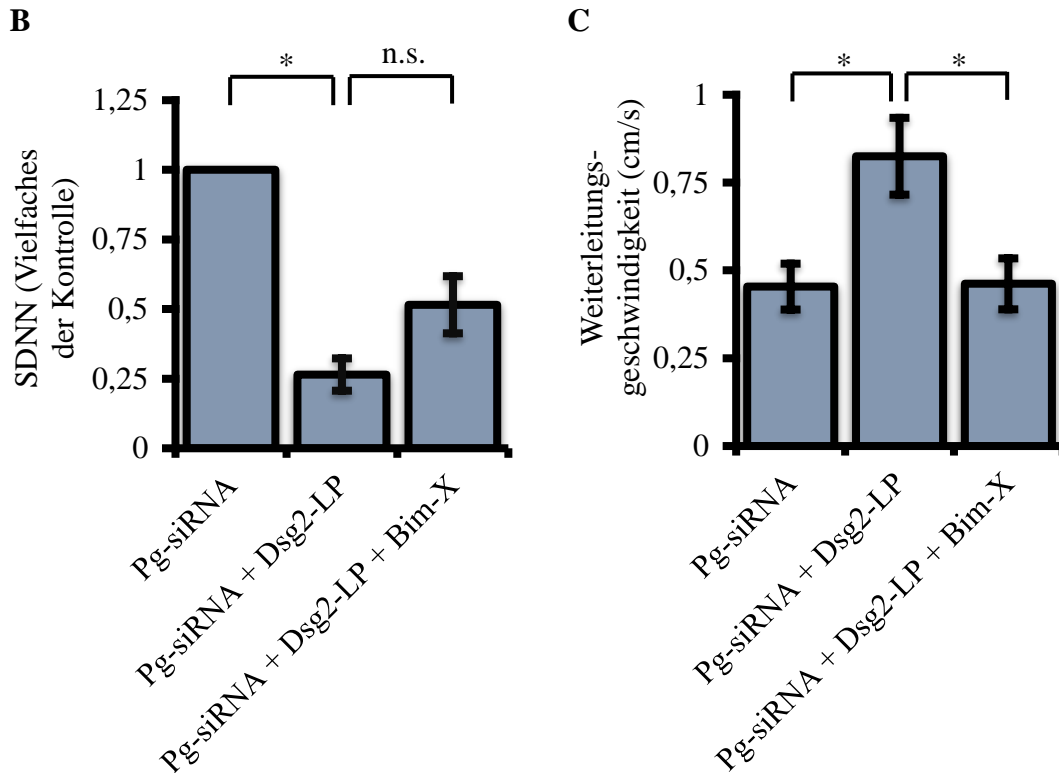 B
* n.s.
SDNN (Vielfaches
der Kontrolle)
1,25
1
0,75
0,5
0,25
0
Pg-siRNA
Pg-siRNA + Dsg2-LP
Pg-siRNA + Dsg2-LP + Bim-X
C
* *
Weiterleitungs-
geschwindigkeit (cm/s)
1
0,75
0,5
0,25
0
Pg-siRNA
Pg-siRNA + Dsg2-LP
Pg-siRNA + Dsg2-LP + Bim-X